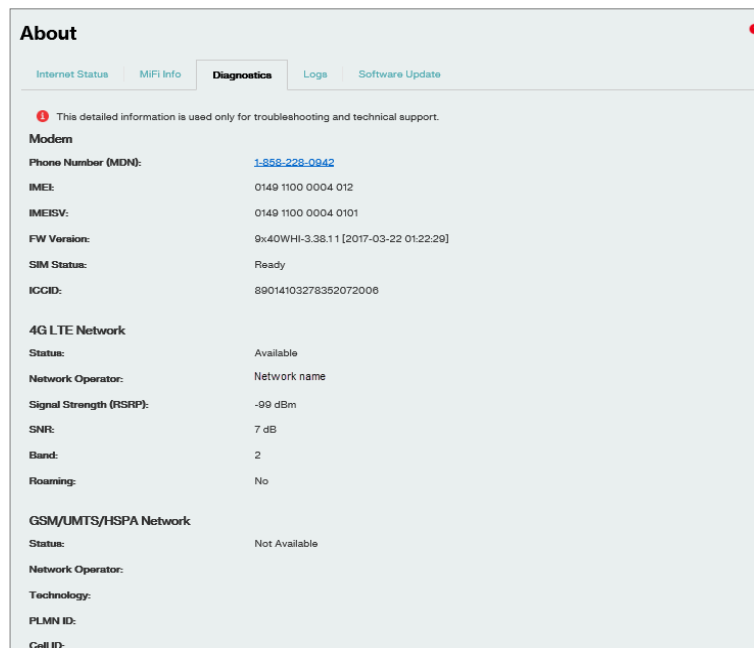 About
Internet Status MiFi Info Diagnostics Logs Software Update
This detailed information is used only for troubleshooting and technical support.
Modem
Phone Number (MDN): 1-858-228-0942
IMEI: 0149 1100 0004 012
IMEISV: 0149 1100 0004 0101
FW Version: 9x40WHI-3.38.11 [2017-03-22 01:22:29]
SIM Status: Ready
ICCID: 89014103278352072006
4G LTE Network
Status: Available
Network Operator: Network name
Signal Strength (RSRP): -99 dBm
SNR: 7 dB
Band: 2
Roaming: No
GSM/UMTS/HSPA Network
Status: Not Available
Network Operator:
Technology:
PLMN ID:
Cell ID: